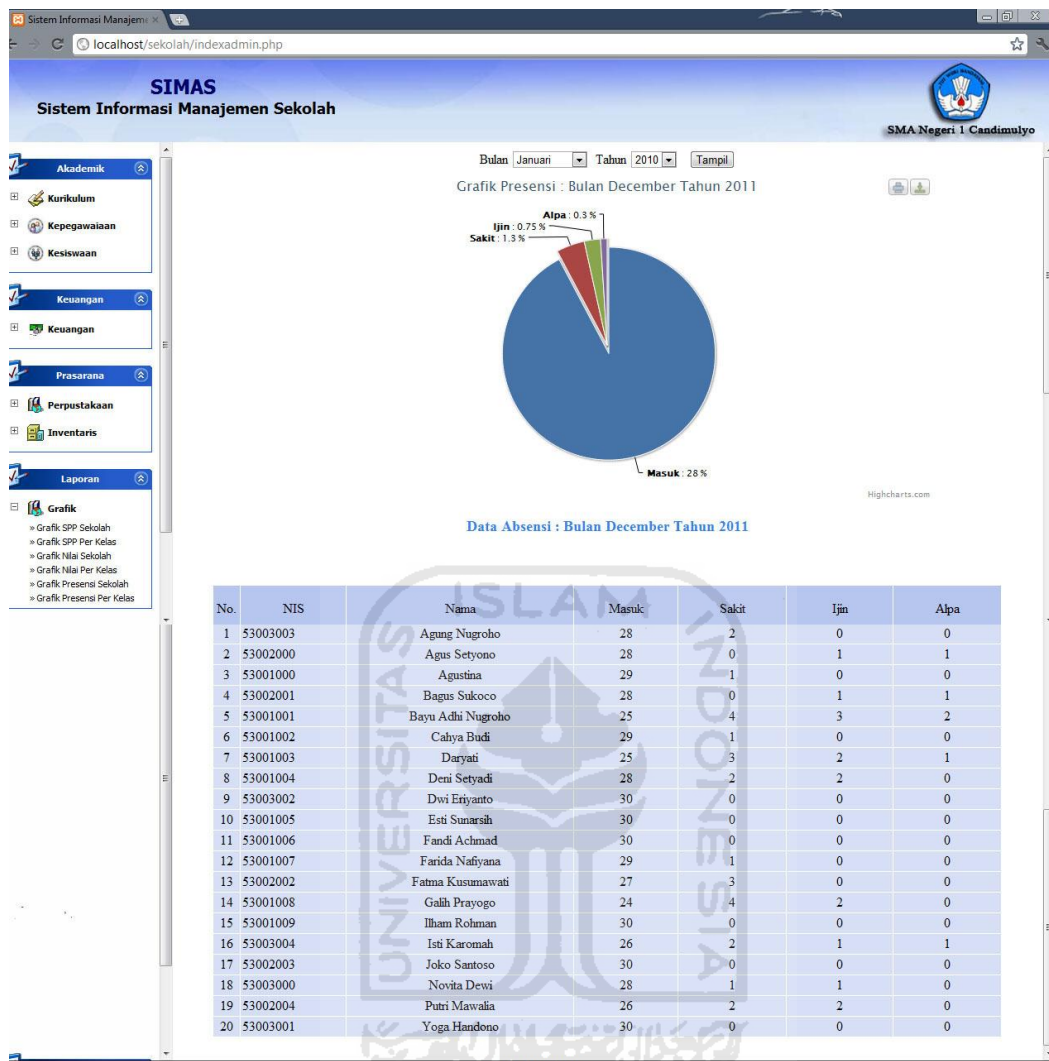 Sistem Informasi Manajeme
localhost/sekolah/indexadmin.php
SIMAS
Sistem Informasi Manajemen Sekolah
SMA Negeri 1 Candimulyo
Akademik
Kurikulum
Kepegawaiaan
Kesiswaan
Keuangan
Keuangan
Prasarana
Perpustakaan
Inventaris
Laporan
Grafik
» Grafik SPP Sekolah
» Grafik SPP Per Kelas
» Grafik Nilai Sekolah
» Grafik Nilai Per Kelas
» Grafik Presensi Sekolah
» Grafik Presensi Per Kelas
Bulan Januari Tahun 2010 Tampil
Grafik Presensi : Bulan December Tahun 2011
Alpa : 0.3 %
Ijin : 0.75 %
Sakit : 1.3 %
Masuk : 28 %
Highcharts.com
Data Absensi : Bulan December Tahun 2011
No. NIS Nama Masuk Sakit Ijin Alpa
1 53003003 Agung Nugroho 28 2 0 0
2 53002000 Agus Setyono 28 0 1 1
3 53001000 Agustina 29 1 0 0
4 53002001 Bagus Sukoco 28 0 1 1
5 53001001 Bayu Adhi Nugroho 25 4 3 2
6 53001002 Cahya Budi 29 1 0 0
7 53001003 Daryati 25 3 2 1
8 53001004 Deni Setyadi 28 2 2 0
9 53003002 Dwi Eriyanto 30 0 0 0
10 53001005 Esti Sunarsih 30 0 0 0
11 53001006 Fandi Achmad 30 0 0 0
12 53001007 Farida Nafiyana 29 1 0 0
13 53002002 Fatma Kusumawati 27 3 0 0
14 53001008 Galih Prayogo 24 4 2 0
15 53001009 Ilham Rohman 30 0 0 0
16 53003004 Isti Karomah 26 2 1 1
17 53002003 Joko Santoso 30 0 0 0
18 53003000 Novita Dewi 28 1 1 0
19 53002004 Putri Mawalia 26 2 2 0
20 53003001 Yoga Handono 30 0 0 0
UNIVERSITAS
ISLAM
INDONESIA